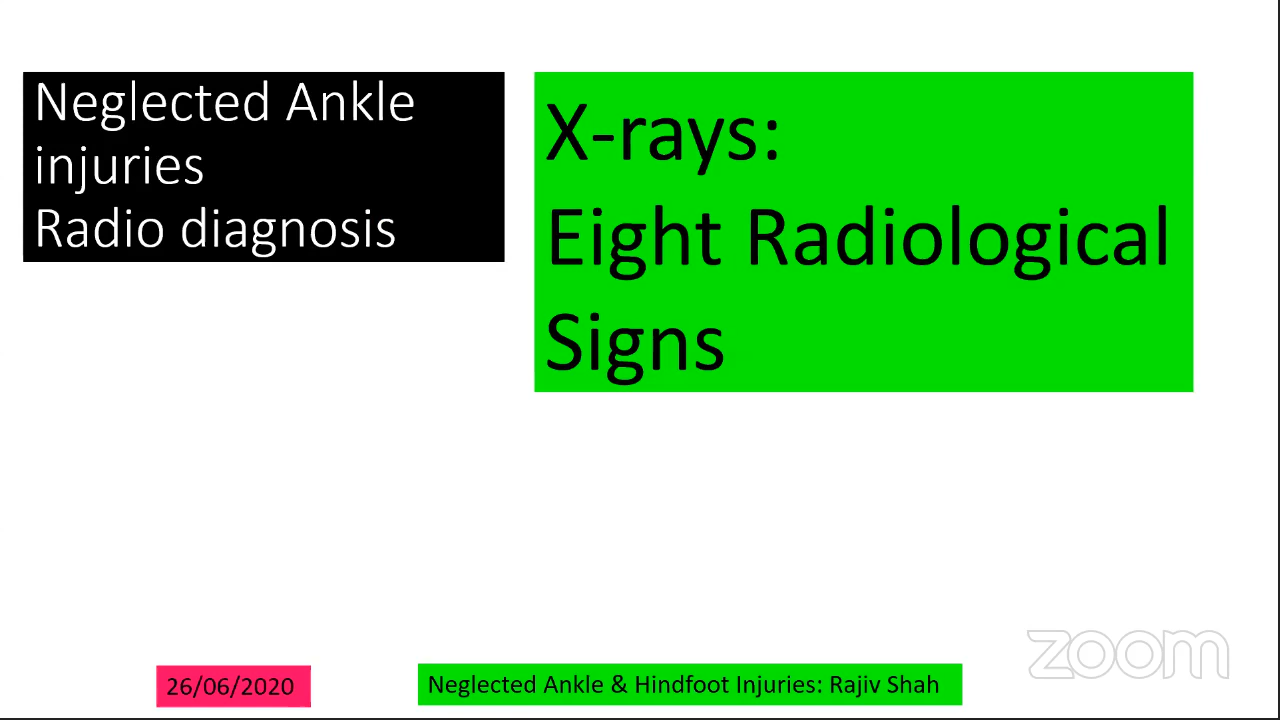 Neglected Ankle
injuries
Radio diagnosis
X-rays:
Eight Radiological
Signs
26/06/2020
Neglected Ankle & Hindfoot Injuries: Rajiv Shah
zoom